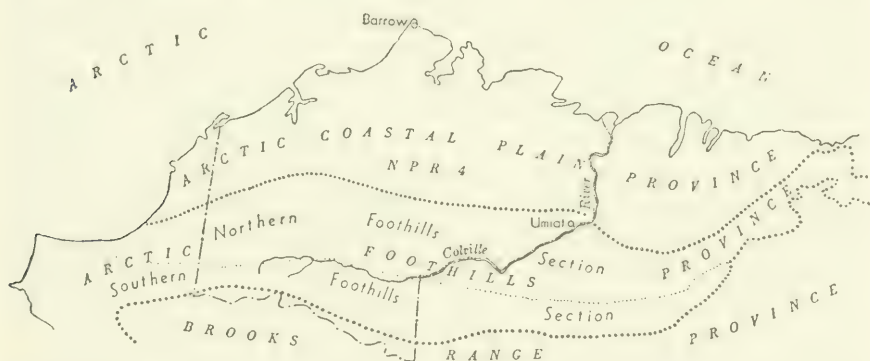 Barrow
ARCTIC OCEAN
ARCTIC COASTAL PLAIN PROVINCE
NPR 4
River
Umiata
Northern Foothills Section
Colville
ARCTIC FOOTHILLS PROVINCE
Southern Foothills Section
BROOKS RANGE PROVINCE